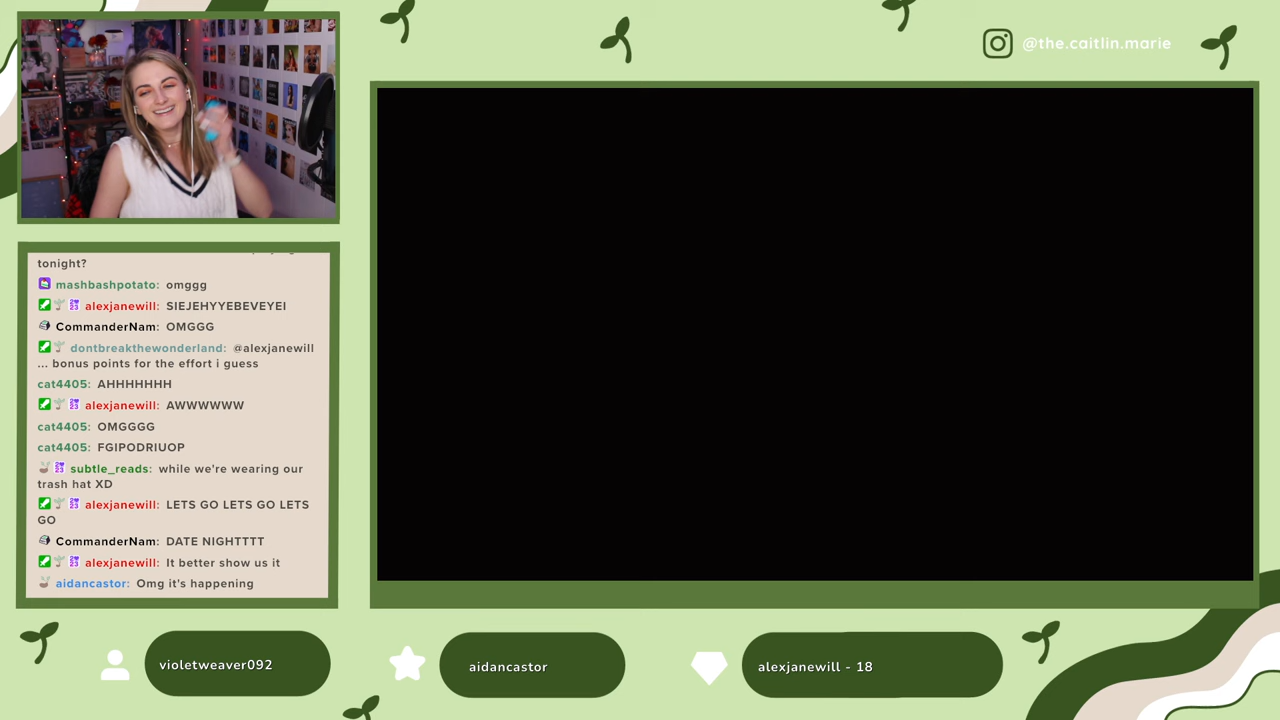 @the.caitlin.marie
tonight?
mashbashpotato: omggg
alexjanewill: SIEJEHYYEBEVEYEI
CommanderNam: OMGGG
dontbreakthewonderland: @alexjanewill
... bonus points for the effort i guess
cat4405: AHHHHHHH
alexjanewill: AWWWWWW
cat4405: OMGGGG
cat4405: FGIPODRIUOP
subtle_reads: while we're wearing our
trash hat XD
alexjanewill: LETS GO LETS GO LETS
GO
CommanderNam: DATE NIGHTTTT
alexjanewill: It better show us it
aidancastor: Omg it's happening
violetweaver092
aidancastor
alexjanewill - 18